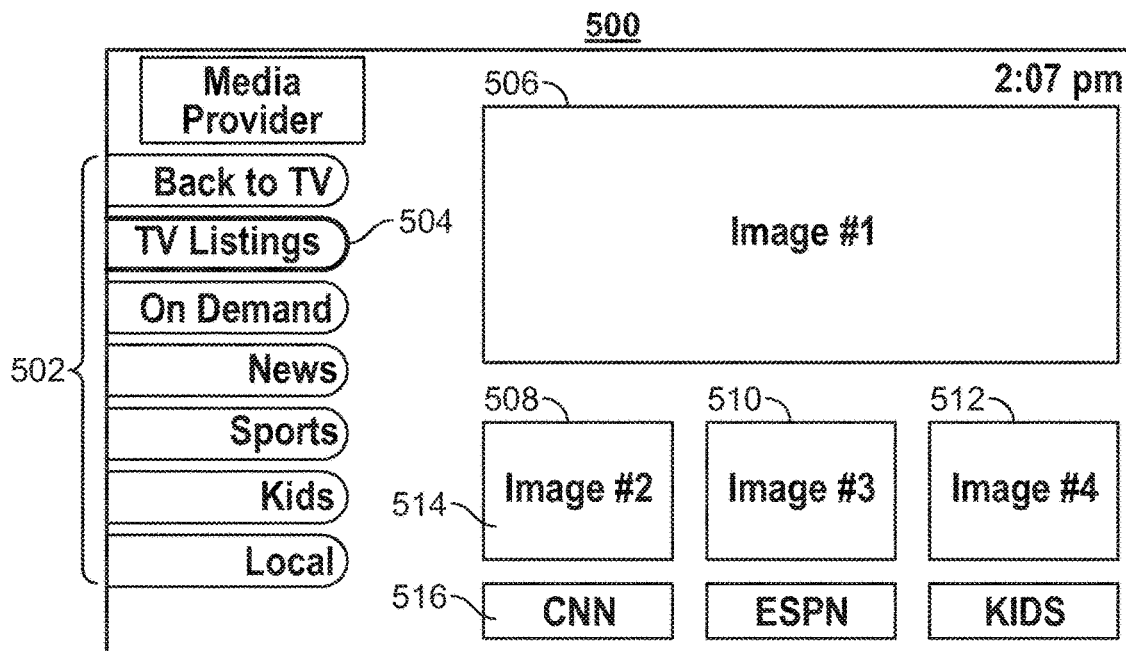 500
Media
Provider
2:07 pm
506
Back to TV
TV Listings
504
Image #1
On Demand
502
News
Sports
Kids
Local
508
510
512
Image #2
Image #3
Image #4
514
516
CNN
ESPN
KIDS